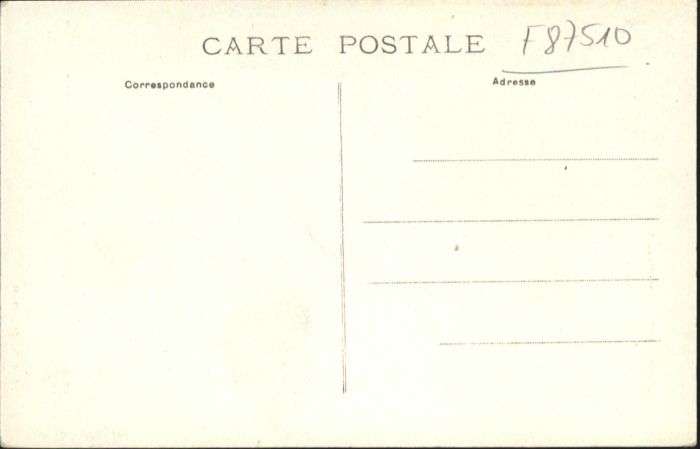 CARTE POSTALE F87510
Correspondance
Adresse